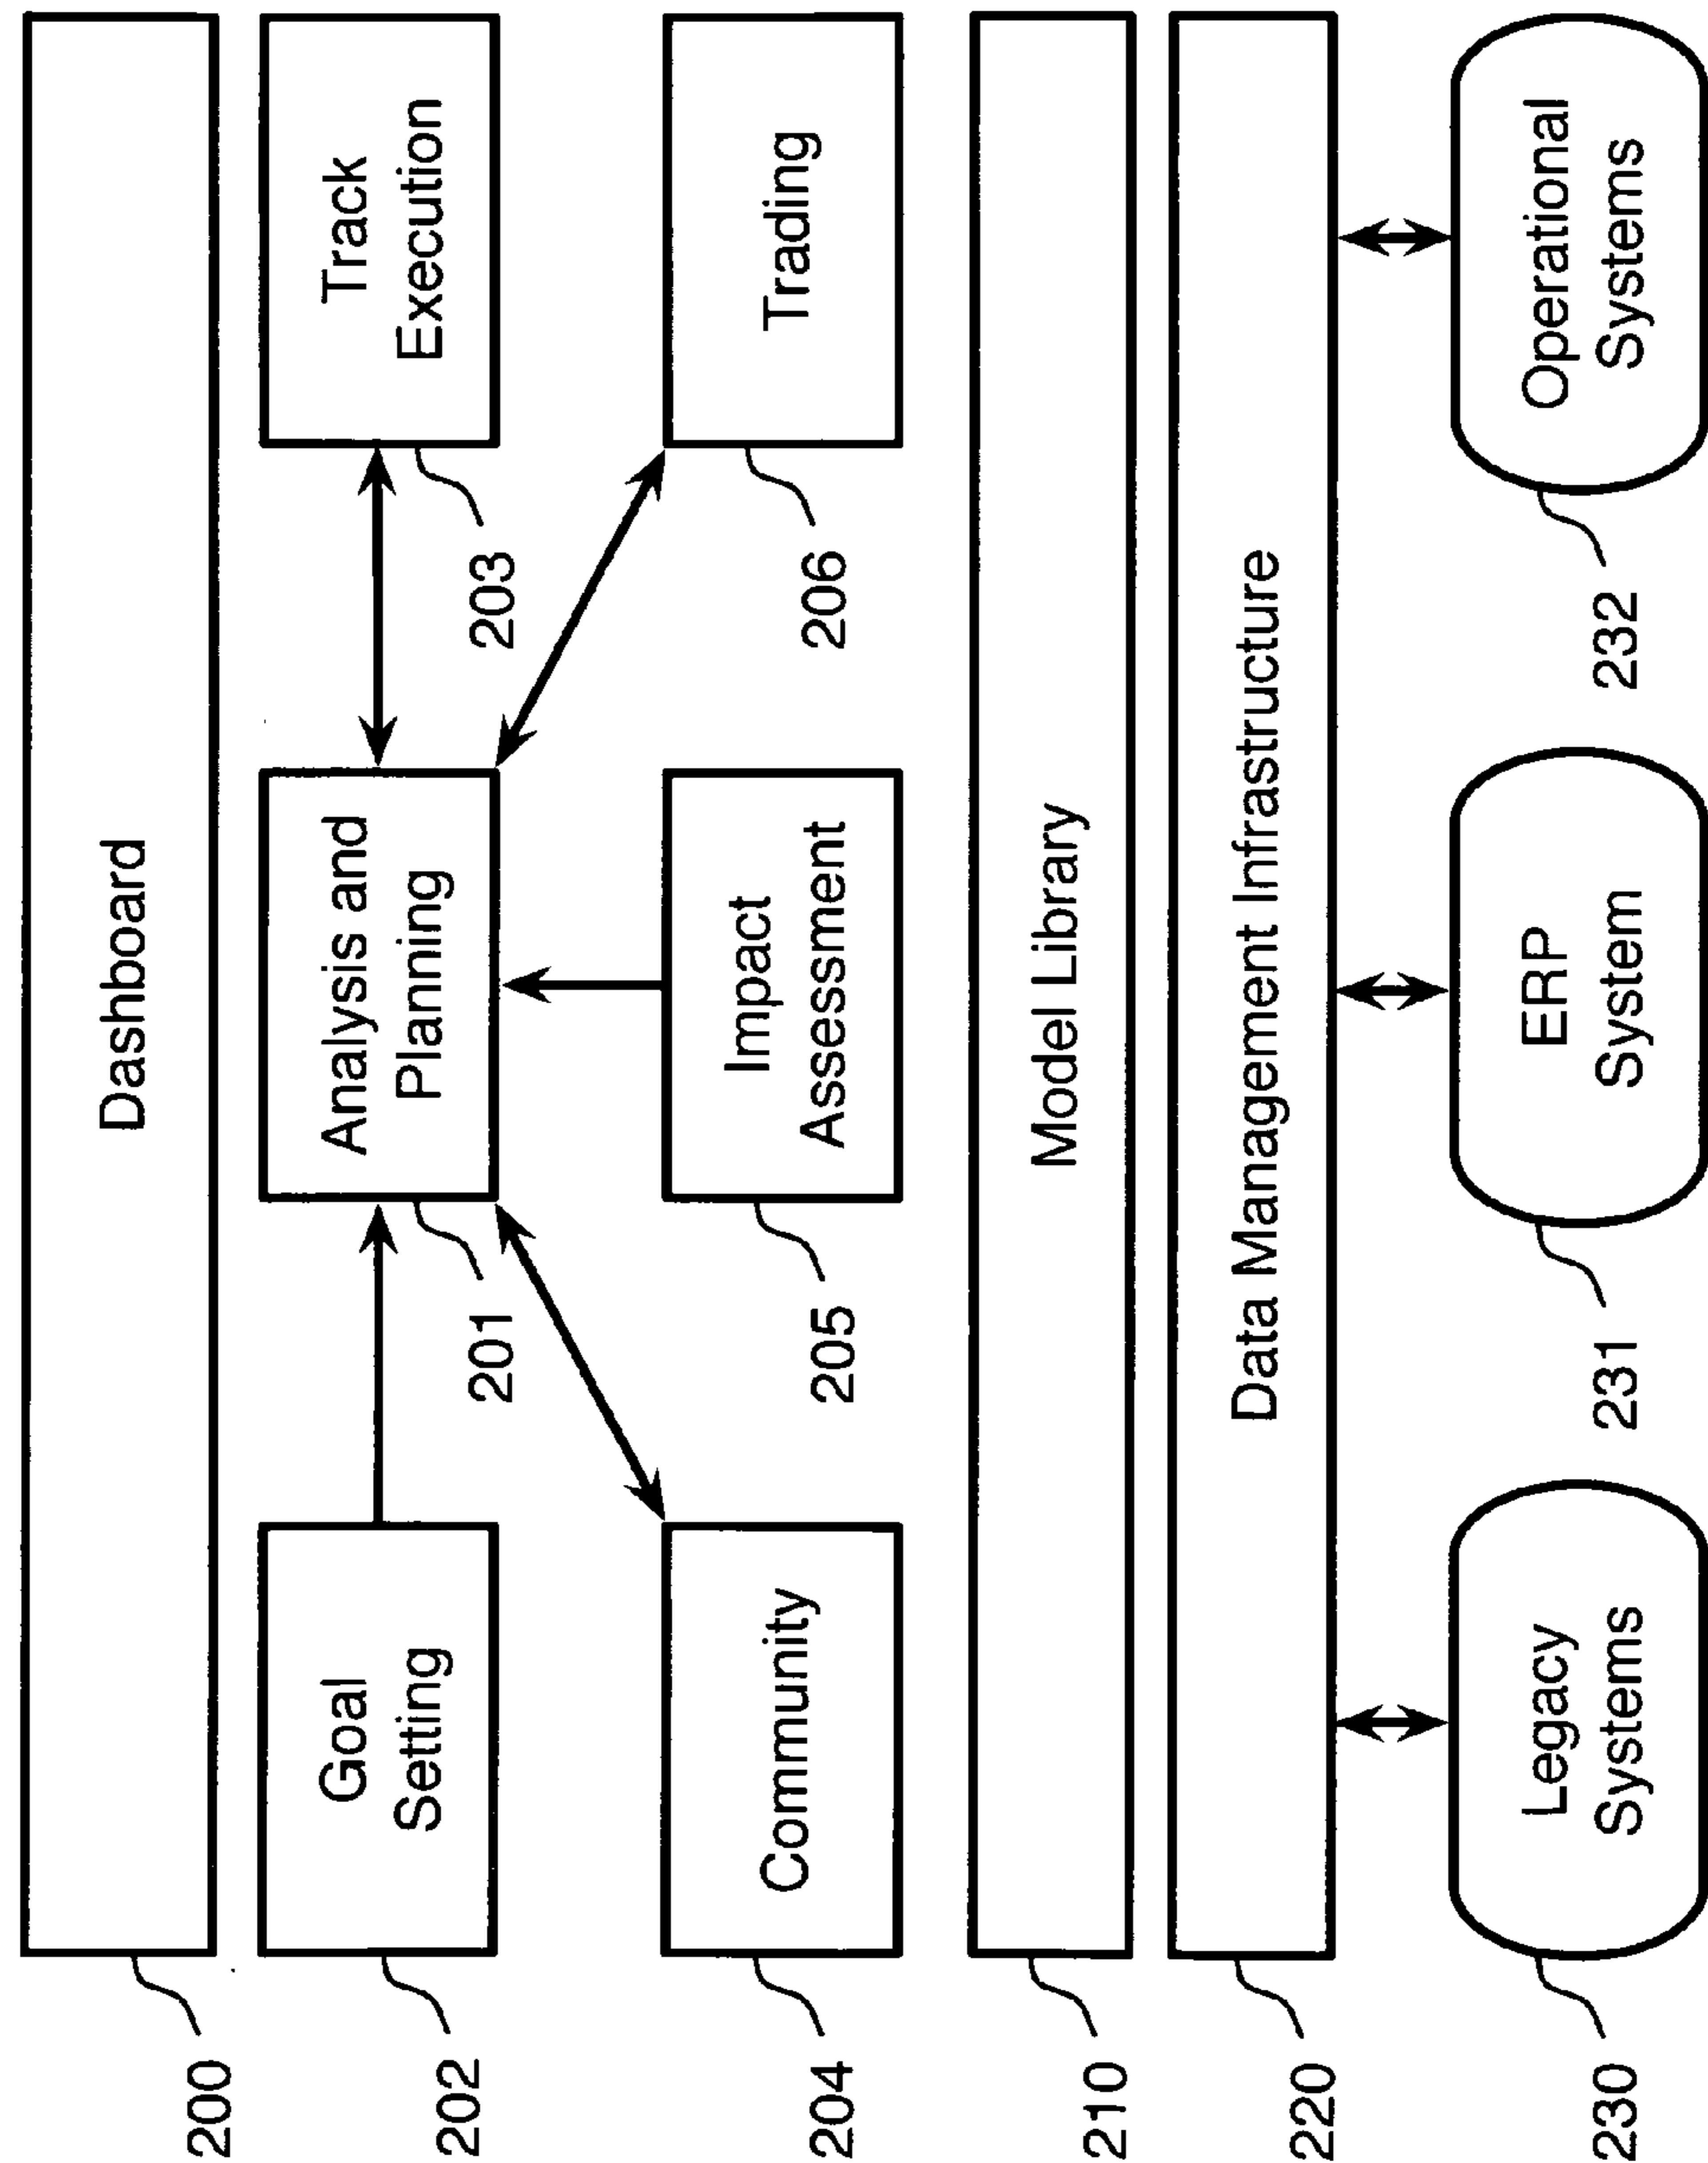 Dashboard
200
Goal
Setting
202
Analysis and
Planning
201
Track
Execution
203
Community
204
Impact
Assessment
205
Trading
206
Model Library
210
Data Management Infrastructure
220
Legacy
Systems
230
ERP
System
231
Operational
Systems
232